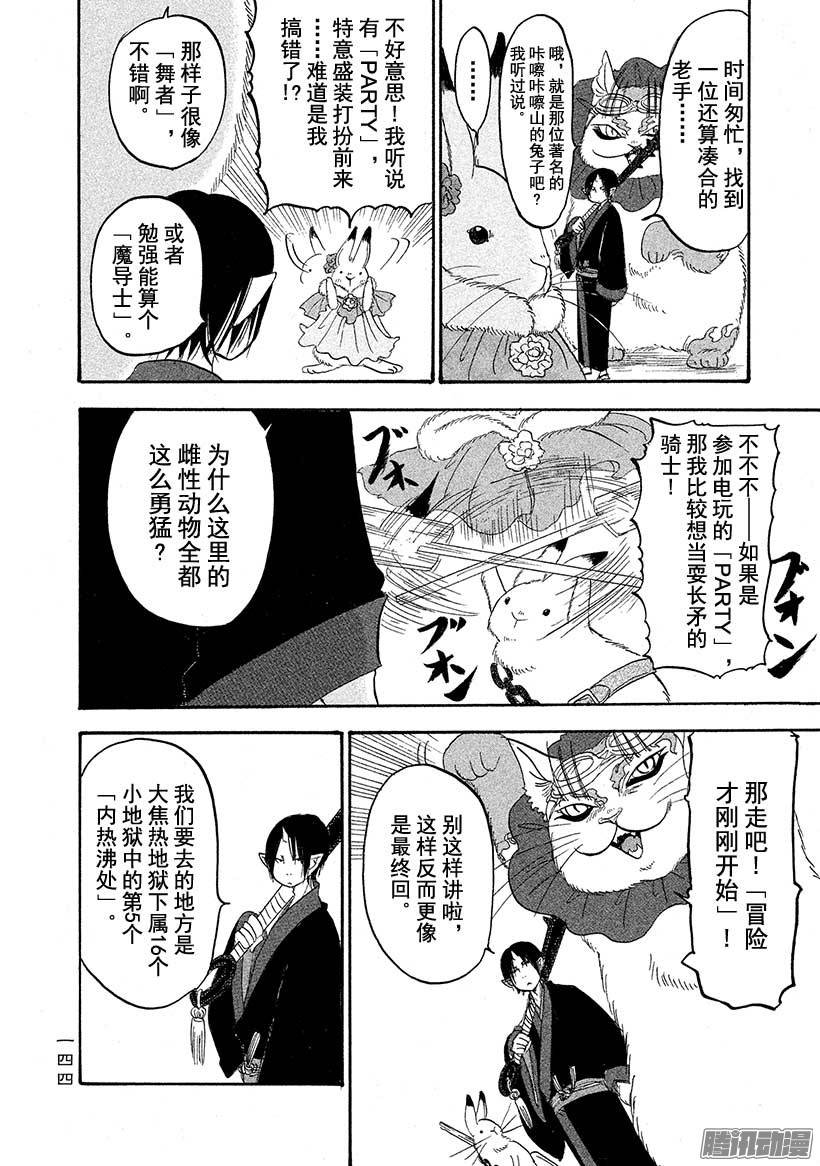 时间匆忙，找到
一位还算凑合的
老手……
哦，就是那位著名的
咔嚓咔嚓山的兔子吧？
我听过说。
……
不好意思！我听说
有「PARTY」，
特意盛装打扮前来
……难道是我
搞错了！？
那样子很像
「舞者」，
不错啊。
或者
勉强能算个
「魔导士」。
不不不——如果是
参加电玩的「PARTY」，
那我比较想当耍长矛的
骑士！
ブオン
ブオン
ブオン
为什么这里的
雌性动物全都
这么勇猛？
那走吧！「冒险
才刚刚开始」！
别这样讲啦，
这样反而更像
是最终回。
我们要去的地方是
大焦热地狱下属16个
小地狱中的第5个
「内热沸处」。
一四四
腾讯动漫